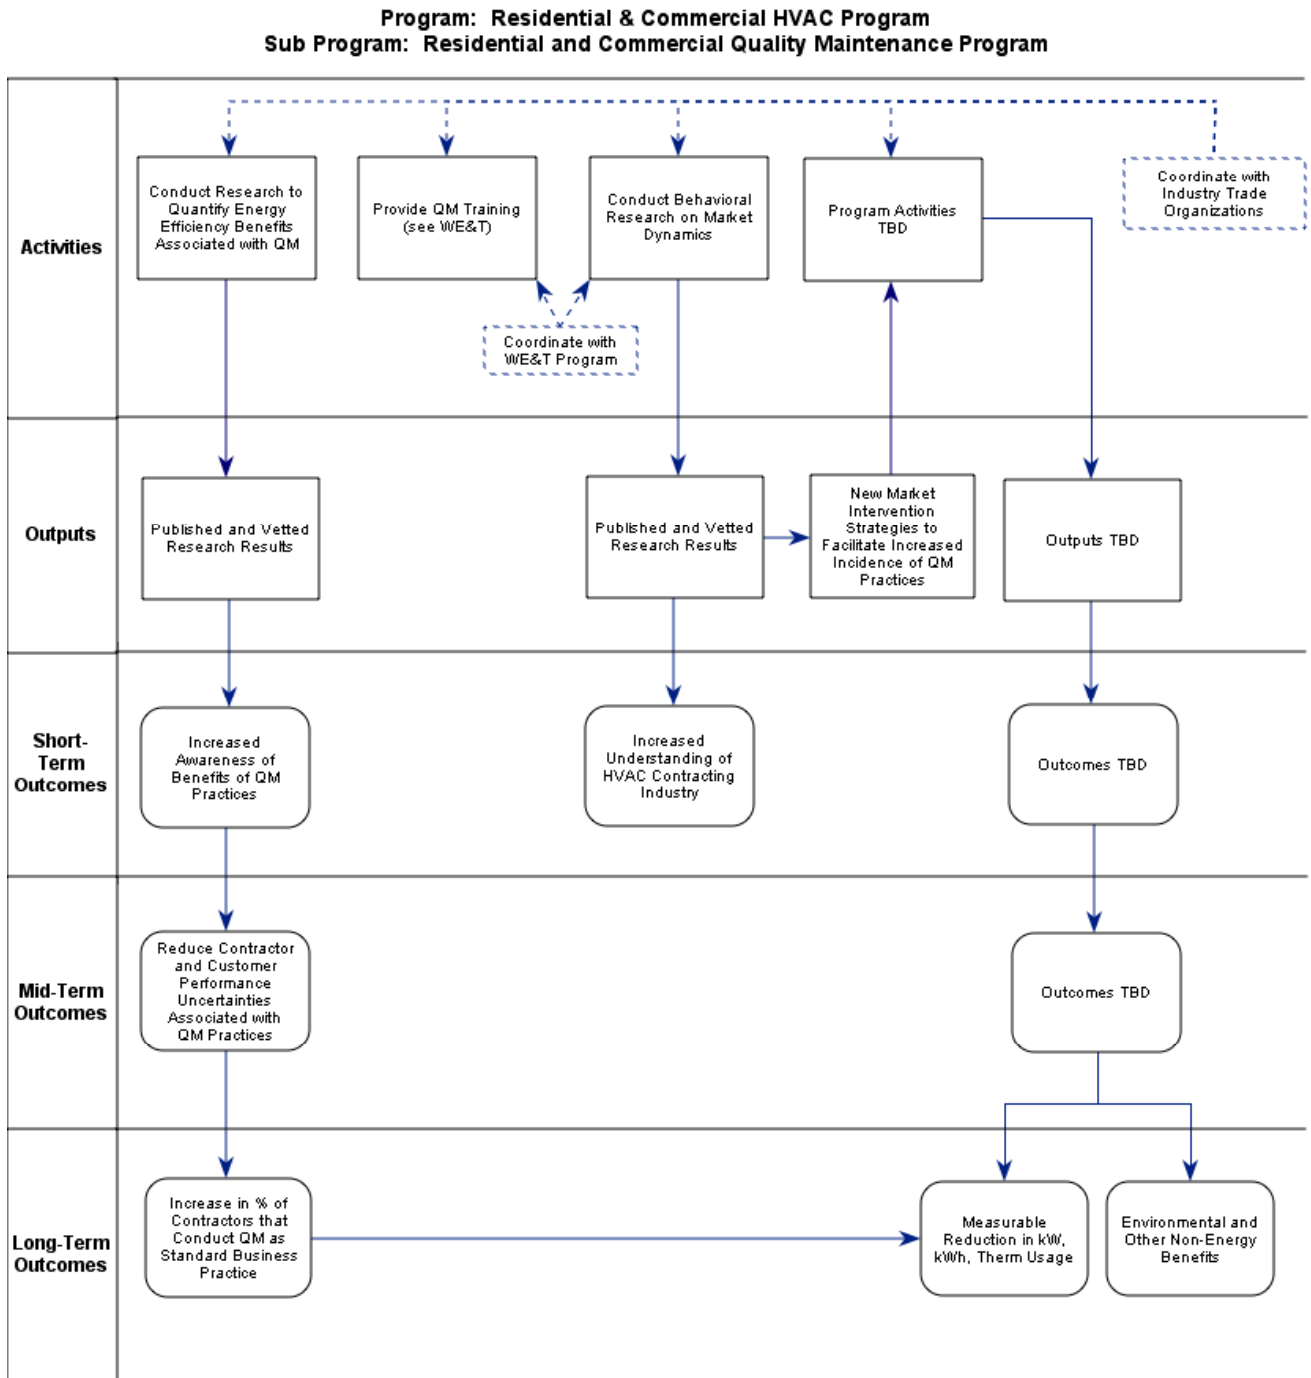 Program: Residential & Commercial HVAC Program
Sub Program: Residential and Commercial Quality Maintenance Program
Activities
Conduct Research to
Quantify Energy
Efficiency Benefits
Associated with QM
Provide QM Training
(see WE&T)
Conduct Behavioral
Research on Market
Dynamics
Program Activities
TBD
Coordinate with
Industry Trade
Organizations
Coordinate with
WE&T Program
Outputs
Published and Vetted
Research Results
Published and Vetted
Research Results
New Market
Intervention
Strategies to
Facilitate Increased
Incidence of QM
Practices
Outputs TBD
Short-
Term
Outcomes
Increased
Awareness of
Benefits of QM
Practices
Increased
Understanding of
HVAC Contracting
Industry
Outcomes TBD
Mid-Term
Outcomes
Reduce Contractor
and Customer
Performance
Uncertainties
Associated with
QM Practices
Outcomes TBD
Long-Term
Outcomes
Increase in % of
Contractors that
Conduct QM as
Standard Business
Practice
Measurable
Reduction in kW,
kWh, Therm Usage
Environmental and
Other Non-Energy
Benefits